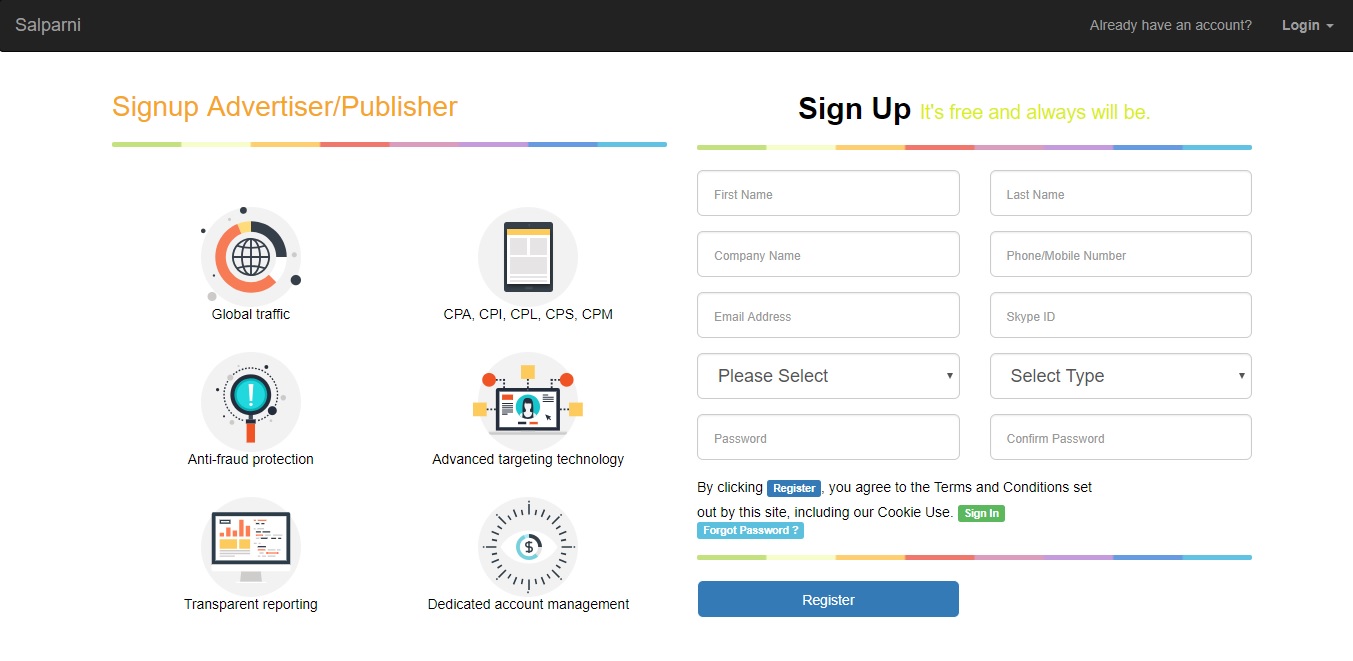 Salparni
Already have an account?
Login
Signup Advertiser/Publisher
Global traffic
CPA, CPI, CPL, CPS, CPM
Anti-fraud protection
Advanced targeting technology
Transparent reporting
$
Dedicated account management
Sign Up It's free and always will be.
First Name
Last Name
Company Name
Phone/Mobile Number
Email Address
Skype ID
Please Select
Select Type
Password
Confirm Password
By clicking Register, you agree to the Terms and Conditions set
out by this site, including our Cookie Use. Sign In
Forgot Password ?
Register